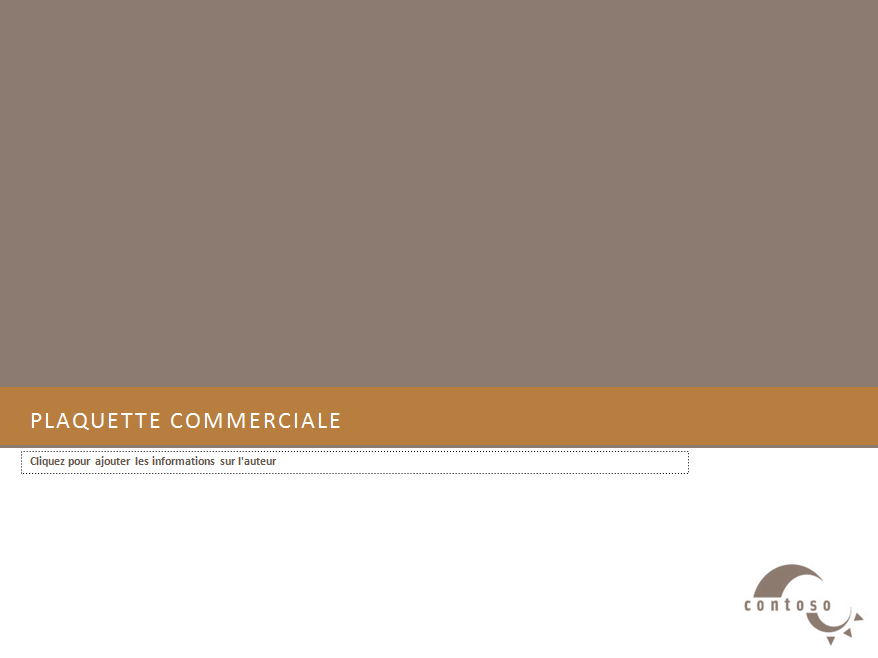 PLAQUETTE COMMERCIALE
Cliquez pour ajouter les informations sur l'auteur
contoso